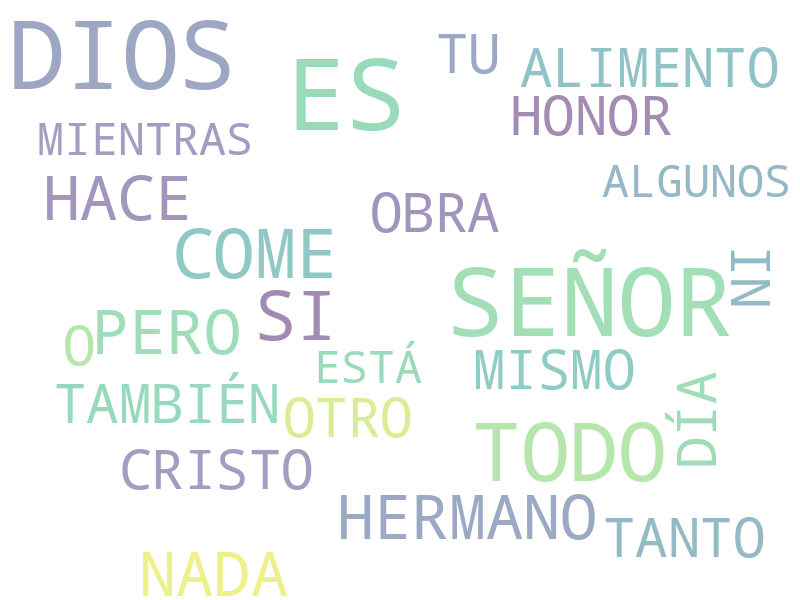 DIOS
ES
TU
ALIMENTO
HONOR
MIENTRAS
HACE
OBRA
ALGUNOS
COME
SEÑOR
NI
SI
O
PERO
ESTÁ
MISMO
TAMBIÉN
OTRO
DÍA
CRISTO
TODO
HERMANO
TANTO
NADA